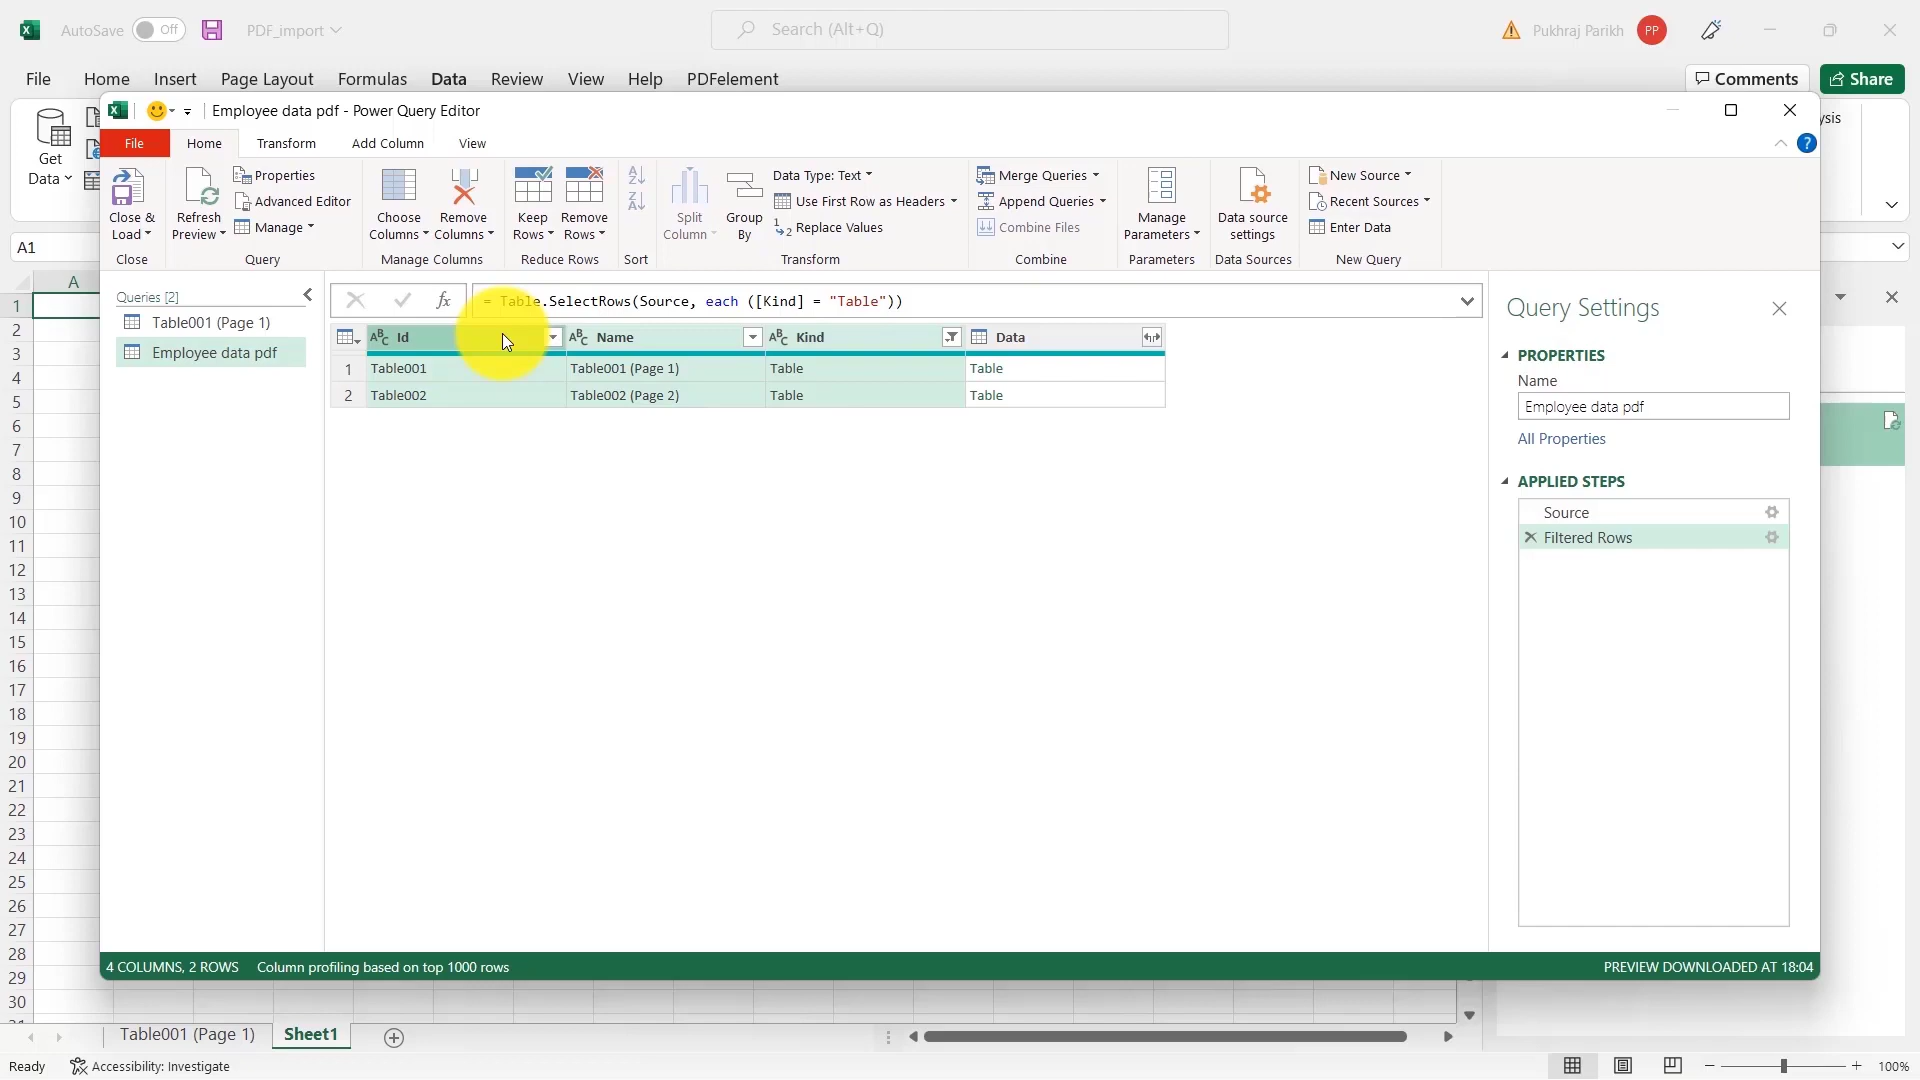 AutoSave Off PDF_import Search (Alt+Q) Pukhraj Parikh PP
File Home Insert Page Layout Formulas Data Review View Help PDFelement Comments Share
Employee data pdf - Power Query Editor
File Home Transform Add Column View
Get
Data
ysis
Close &
Load
Close
Refresh
Preview
Properties
Advanced Editor
Manage
Query
Choose
Columns
Remove
Columns
Manage Columns
Keep
Rows
Remove
Rows
Reduce Rows
Sort
Split
Column
Group
By
Data Type: Text
Use First Row as Headers
Replace Values
Transform
Merge Queries
Append Queries
Combine Files
Combine
Manage
Parameters
Parameters
Data source
settings
Data Sources
New Source
Recent Sources
Enter Data
New Query
A1
A
Queries [2]
Table001 (Page 1)
Employee data pdf
= Table.SelectRows(Source, each ([Kind] = "Table"))
Id Name Kind Data
1 Table001 Table001 (Page 1) Table Table
2 Table002 Table002 (Page 2) Table Table
Query Settings
PROPERTIES
Name
Employee data pdf
All Properties
APPLIED STEPS
Source
Filtered Rows
1
2
3
4
5
6
7
8
9
10
11
12
13
14
15
16
17
18
19
20
21
22
23
24
25
26
27
28
29
30
4 COLUMNS, 2 ROWS Column profiling based on top 1000 rows PREVIEW DOWNLOADED AT 18:04
Table001 (Page 1) Sheet1
Ready Accessibility: Investigate 100%